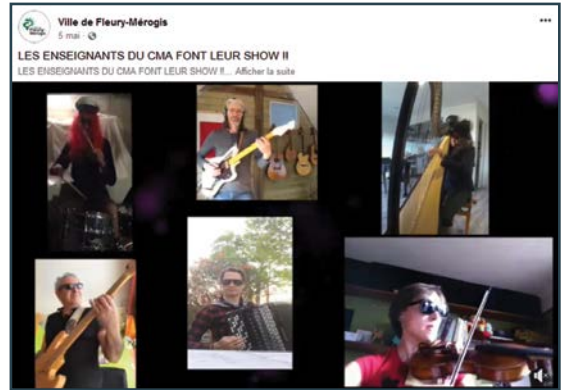 Ville de Fleury-Mérogis
5 mai
LES ENSEIGNANTS DU CMA FONT LEUR SHOW !!
LES ENSEIGNANTS DU CMA FONT LEUR SHOW !!... Afficher la suite